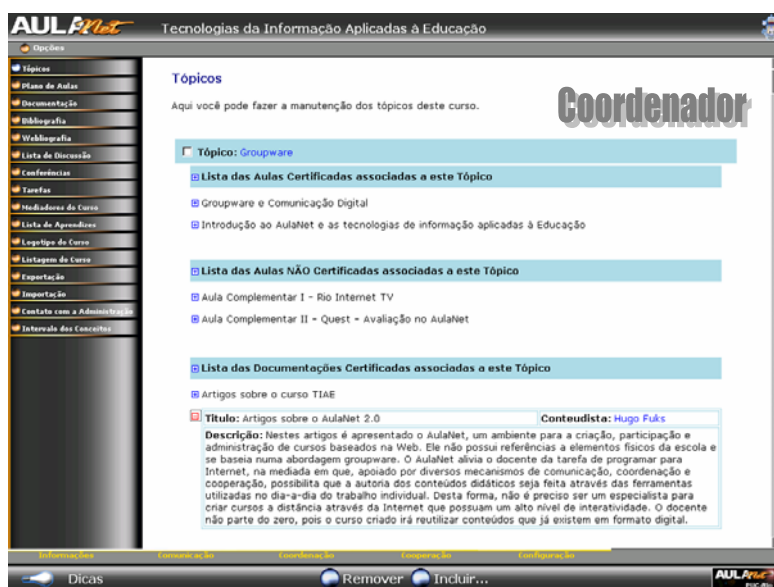 AULANet
Tecnologias da Informação Aplicadas à Educação
Opções
Tópicos
Plano de Aulas
Documentação
Bibliografia
Webliografia
Lista de Discussão
Conferências
Tarefas
Mediadores do Curso
Lista de Aprendizes
Logotipo do Curso
Listagem do Curso
Exportação
Importação
Contato com a Administração
Intervalo dos Conceitos
Tópicos
Coordenador
Aqui você pode fazer a manutenção dos tópicos deste curso.
Tópico: Groupware
Lista das Aulas Certificadas associadas a este Tópico
Groupware e Comunicação Digital
Introdução ao AulaNet e as tecnologias de informação aplicadas à Educação
Lista das Aulas NÃO Certificadas associadas a este Tópico
Aula Complementar I - Rio Internet TV
Aula Complementar II - Quest - Avaliação no AulaNet
Lista das Documentações Certificadas associadas a este Tópico
Artigos sobre o curso TIAE
Título: Artigos sobre o AulaNet 2.0 Conteudista: Hugo Fuks
Descrição: Nestes artigos é apresentado o AulaNet, um ambiente para a criação, participação e
administração de cursos baseados na Web. Ele não possui referências a elementos físicos da escola e
se baseia numa abordagem groupware. O AulaNet alivia o docente da tarefa de programar para
Internet, na mediada em que, apoiado por diversos mecanismos de comunicação, coordenação e
cooperação, possibilita que a autoria dos conteúdos didáticos seja feita através das ferramentas
utilizadas no dia-a-dia do trabalho individual. Desta forma, não é preciso ser um especialista para
criar cursos a distância através da Internet que possuam um alto nível de interatividade. O docente
não parte do zero, pois o curso criado irá reutilizar conteúdos que já existem em formato digital.
Informações Comunicação Coordenação Cooperação Configuração
Dicas Remover Incluir...
AULANet